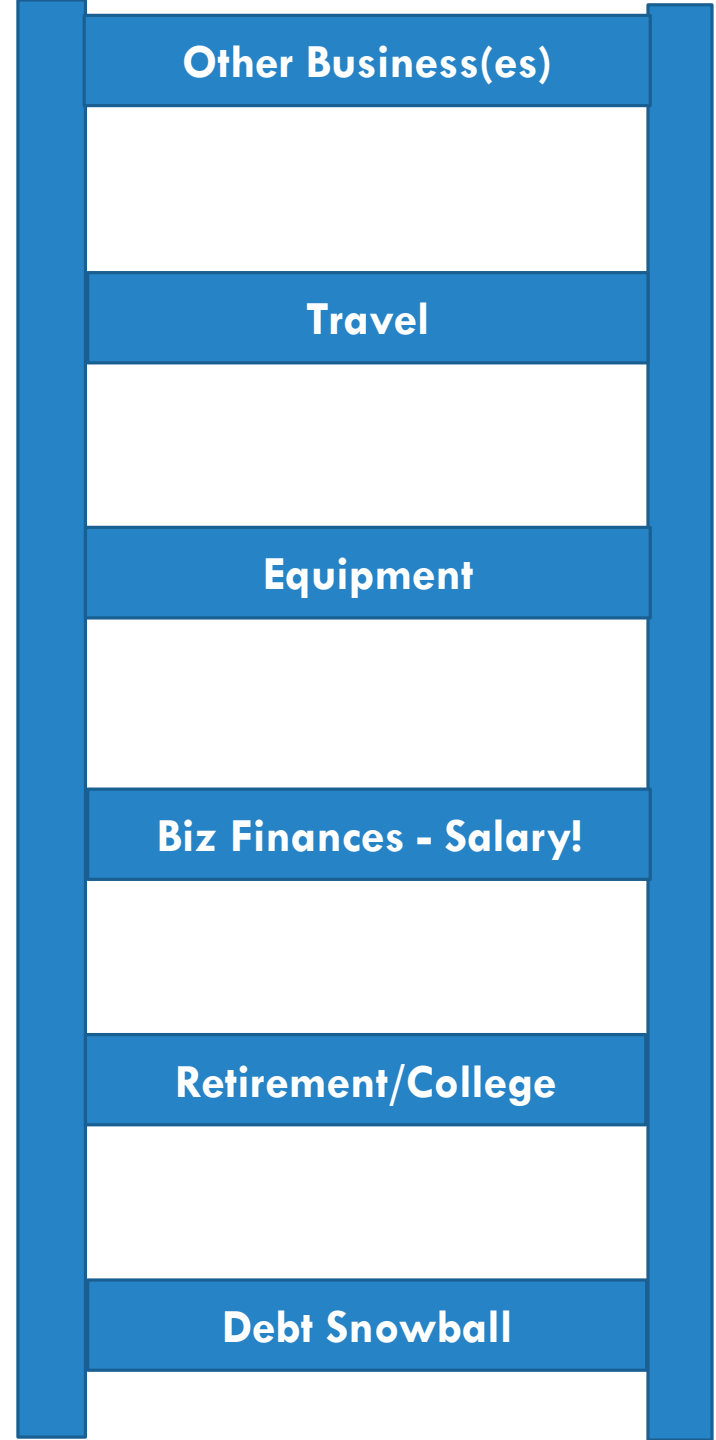 Other Business(es)
Travel
Equipment
Biz Finances - Salary!
Retirement/College
Debt Snowball